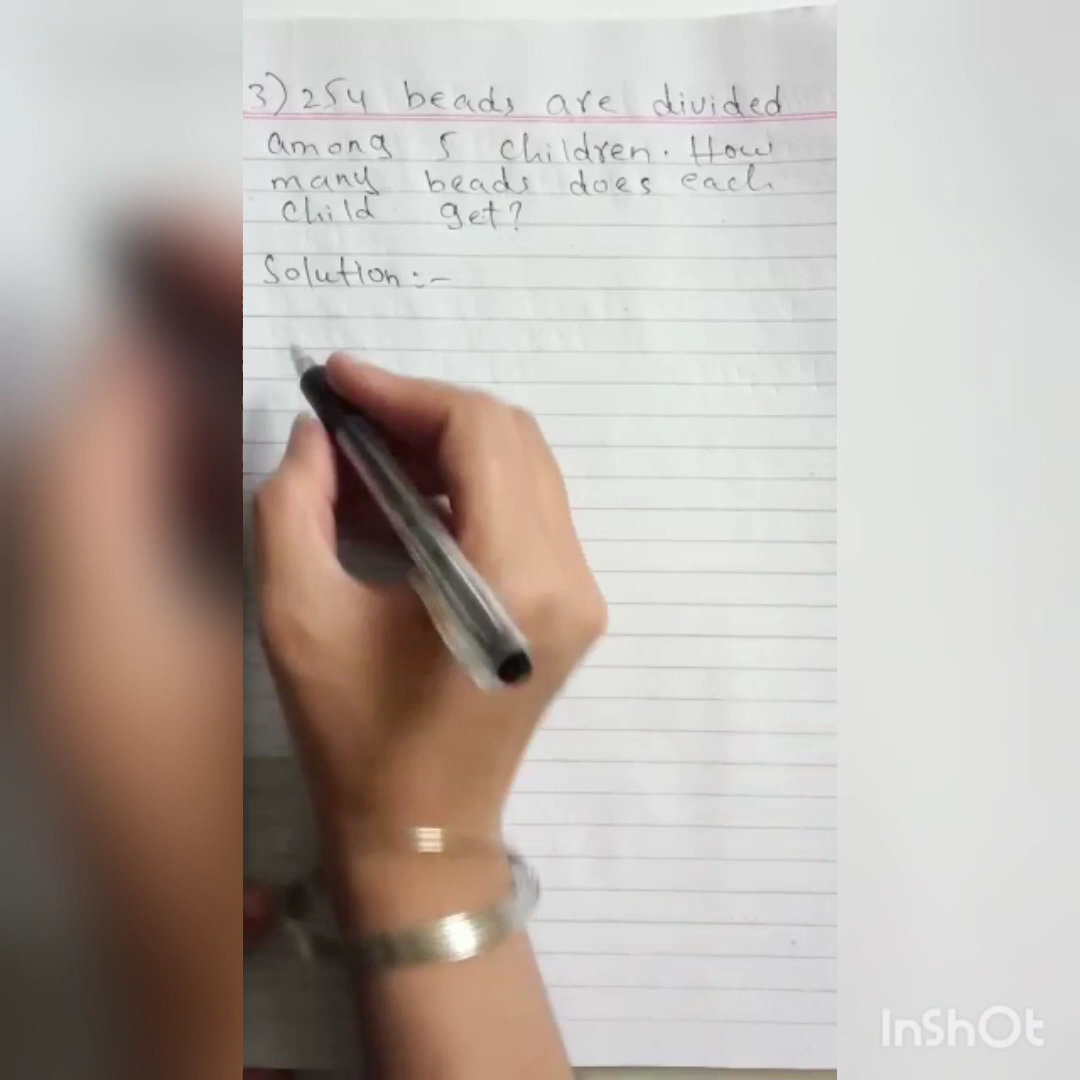 3) 254 beads are divided
among 5 children. How
many beads does each
child get?
Solution :-
InShOt